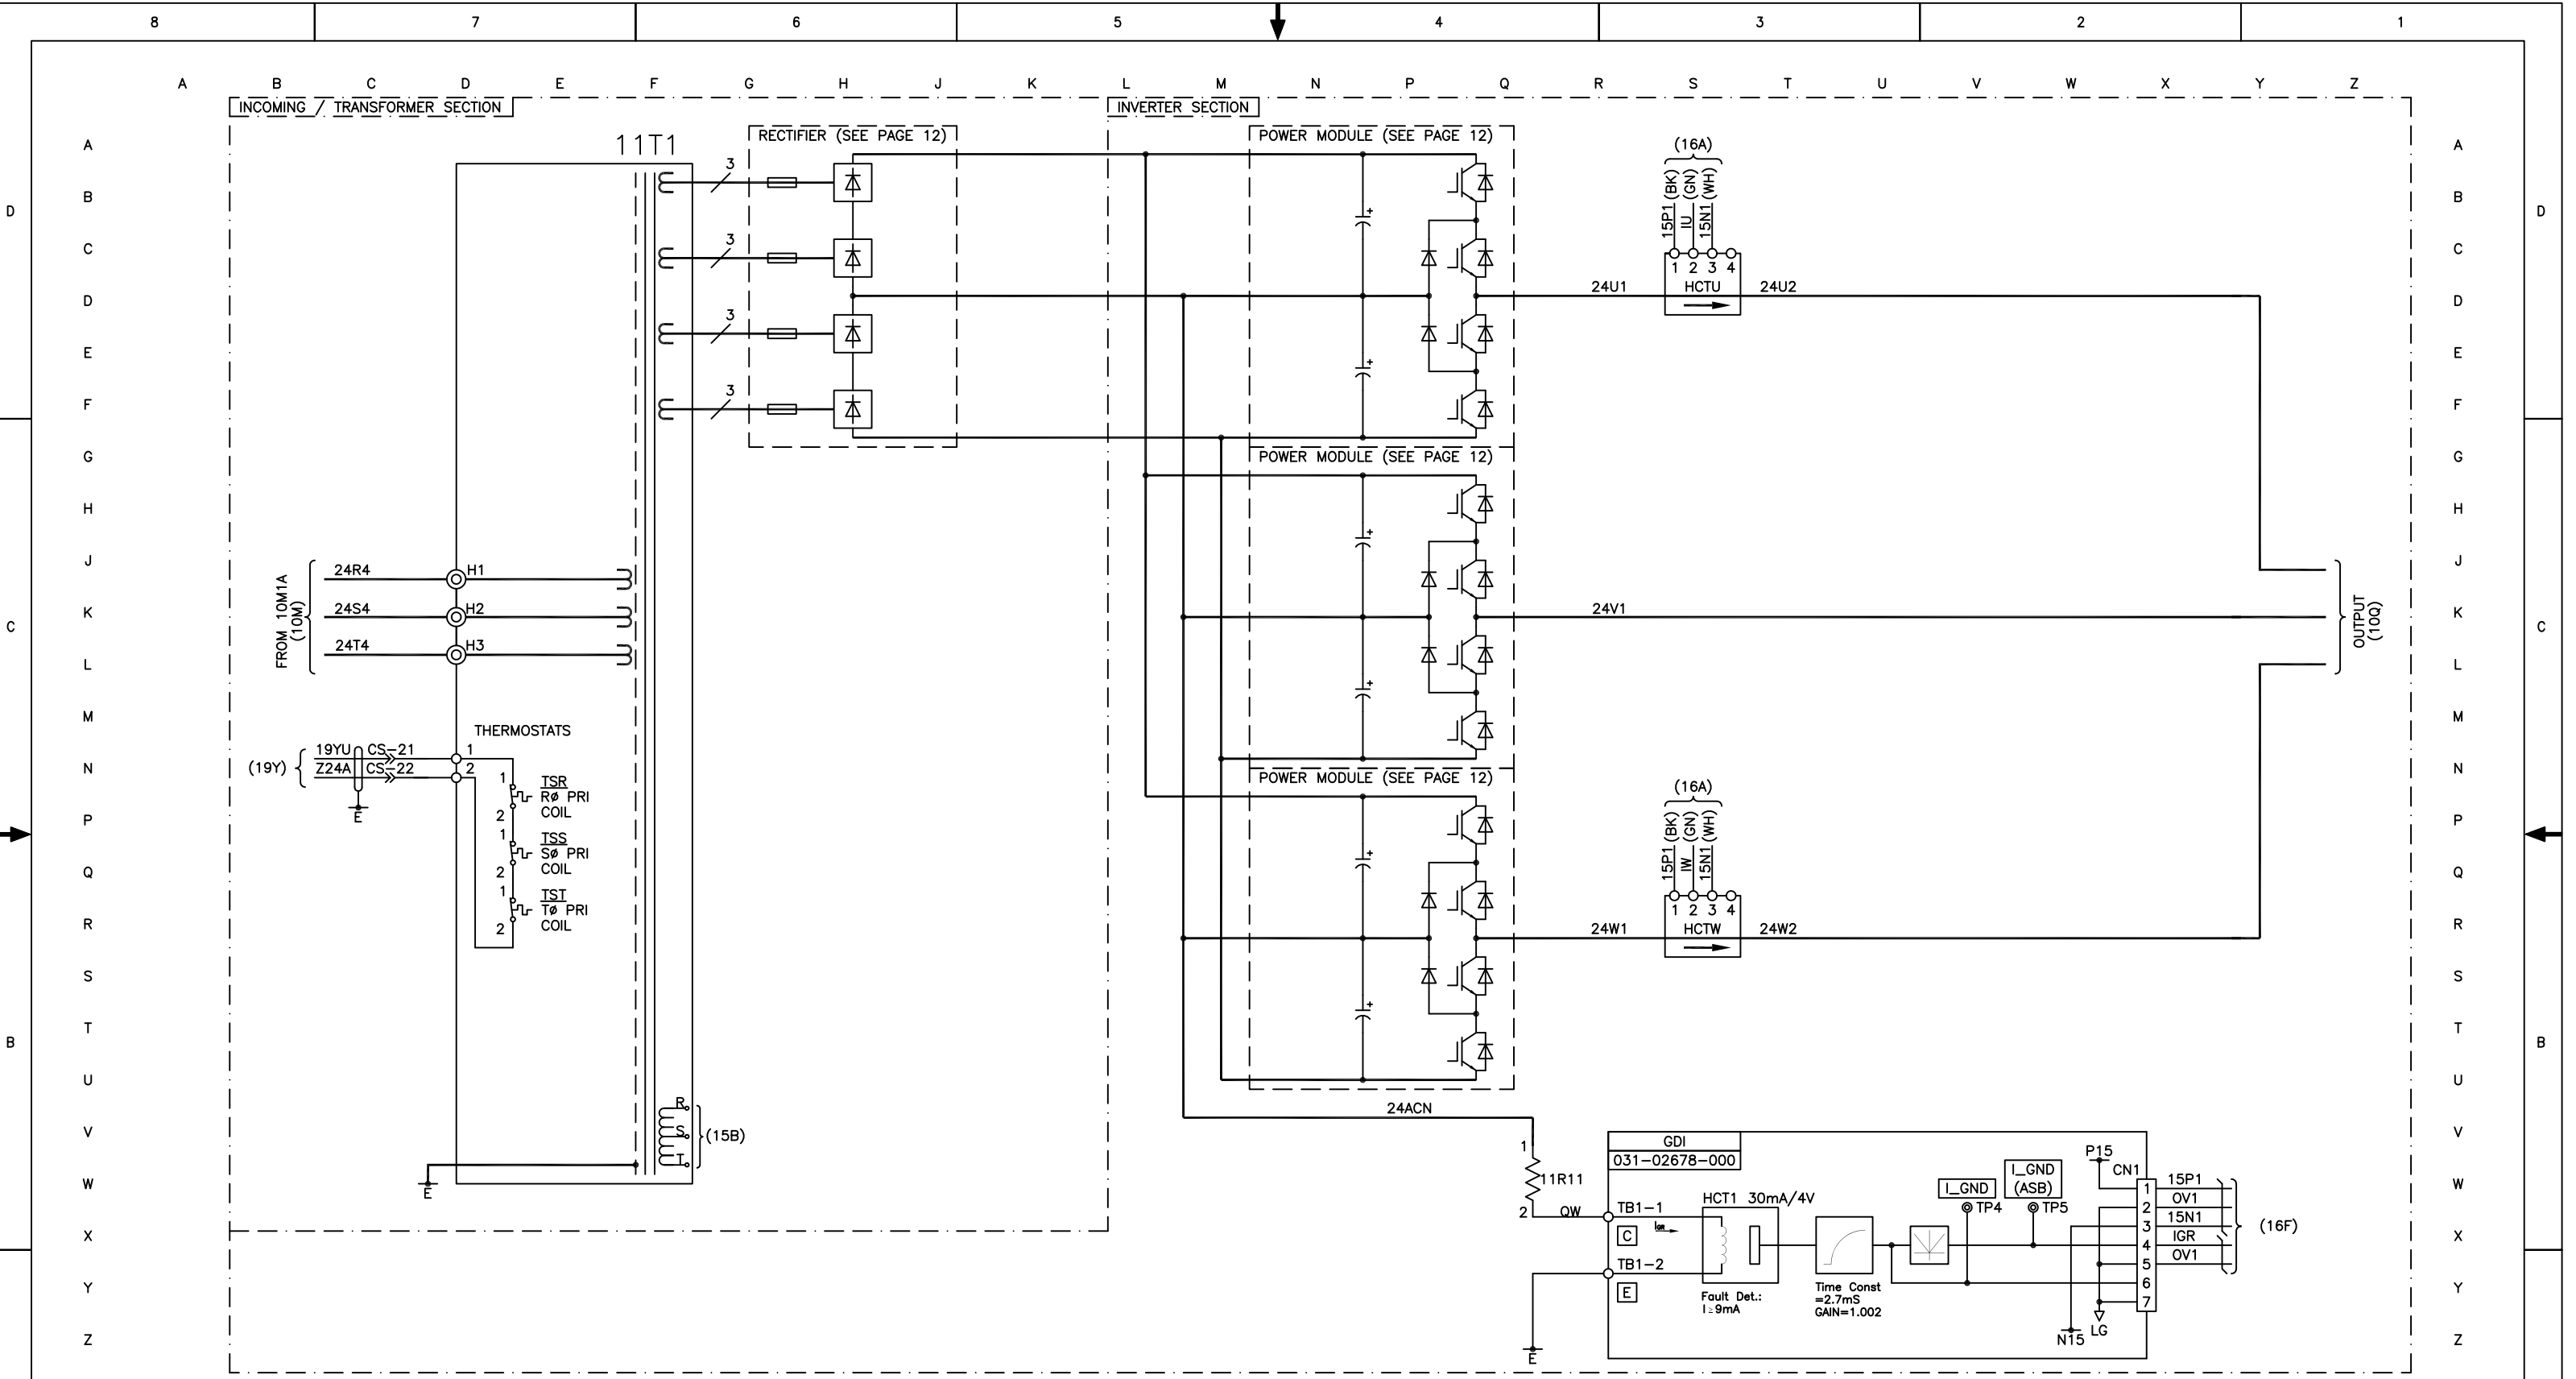 8 7 6 5 4 3 2 1
A B C D E F G H J K L M N P Q R S T U V W X Y Z
INCOMING / TRANSFORMER SECTION
INVERTER SECTION
11T1
RECTIFIER (SEE PAGE 12)
POWER MODULE (SEE PAGE 12)
A
B
C
D
E
F
G
H
J
K
L
M
N
P
Q
R
S
T
U
V
W
X
Y
Z
D
C
B
3
3
3
3
(16A)
15P1 (BK)
IU (GN)
15N1 (WH)
1 2 3 4
HCTU
24U1
24U2
POWER MODULE (SEE PAGE 12)
FROM 10M1A
(10M)
24R4 H1
24S4 H2
24T4 H3
24V1
OUTPUT
(10Q)
THERMOSTATS
(19Y)
19YU CS-21 1
Z24A CS-22 2
E
1
TSR
RØ PRI
COIL
2
1
TSS
SØ PRI
COIL
2
1
TST
TØ PRI
COIL
2
POWER MODULE (SEE PAGE 12)
(16A)
15P1 (BK)
IW (GN)
15N1 (WH)
1 2 3 4
HCTW
24W1
24W2
R
S
T
(15B)
E
24ACN
1
11R11
2 QW
E
GDI
031-02678-000
TB1-1
C
IGR
TB1-2
E
HCT1 30mA/4V
Fault Det.:
I≥9mA
Time Const
=2.7mS
GAIN=1.002
I_GND
TP4
I_GND
(ASB)
TP5
P15
CN1
1 15P1
2 OV1
3 15N1
4 IGR
5 OV1
6
7
(16F)
N15
LG
A
B
C
D
E
F
G
H
J
K
L
M
N
P
Q
R
S
T
U
V
W
X
Y
Z
D
C
B